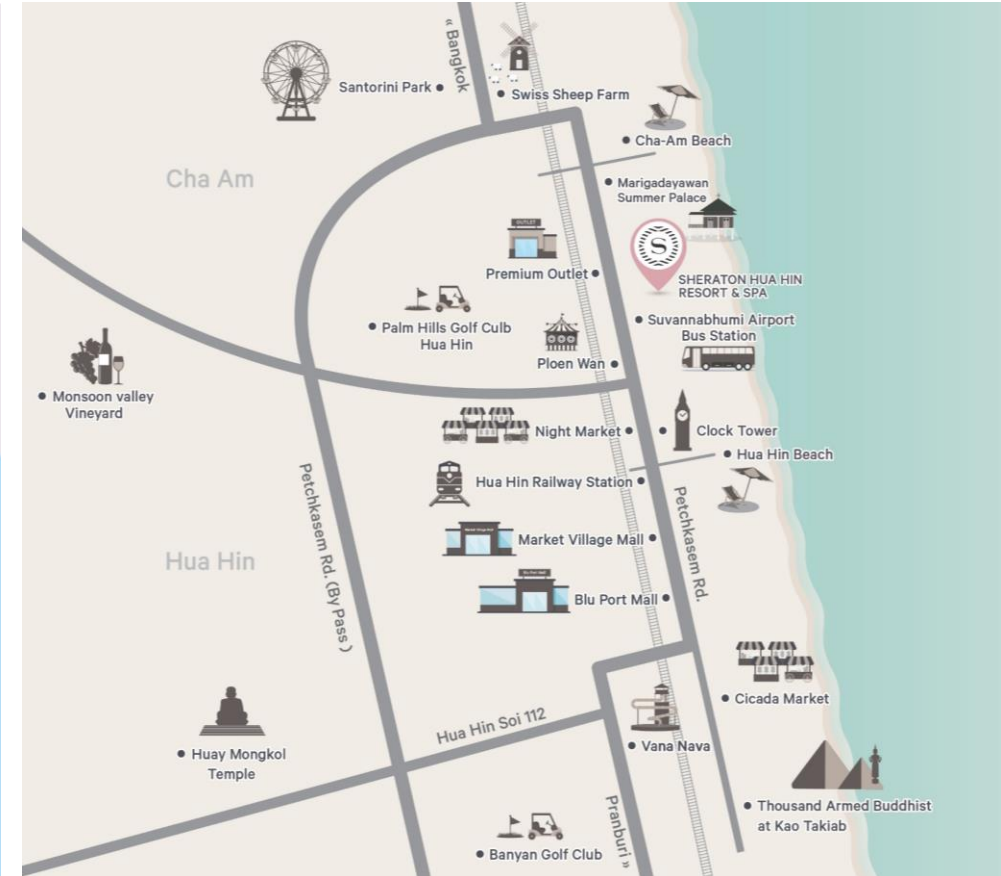 « Bangkok
Santorini Park
Swiss Sheep Farm
Cha-Am Beach
Cha Am
Marigadayawan
Summer Palace
OUTLET
S
Premium Outlet
SHERATON HUA HIN
RESORT & SPA
Palm Hills Golf Culb
Hua Hin
Suvannabhumi Airport
Bus Station
Ploen Wan
Monsoon valley
Vineyard
Night Market
Clock Tower
Hua Hin Beach
Hua Hin Railway Station
Petchkasem Rd. (By Pass)
Petchkasem Rd.
Market Village Mall
Hua Hin
Blu Port Mall
Blu Port Mall
Cicada Market
Hua Hin Soi 112
Huay Mongkol
Temple
Vana Nava
Pranburi »
Thousand Armed Buddhist
at Kao Takiab
Banyan Golf Club